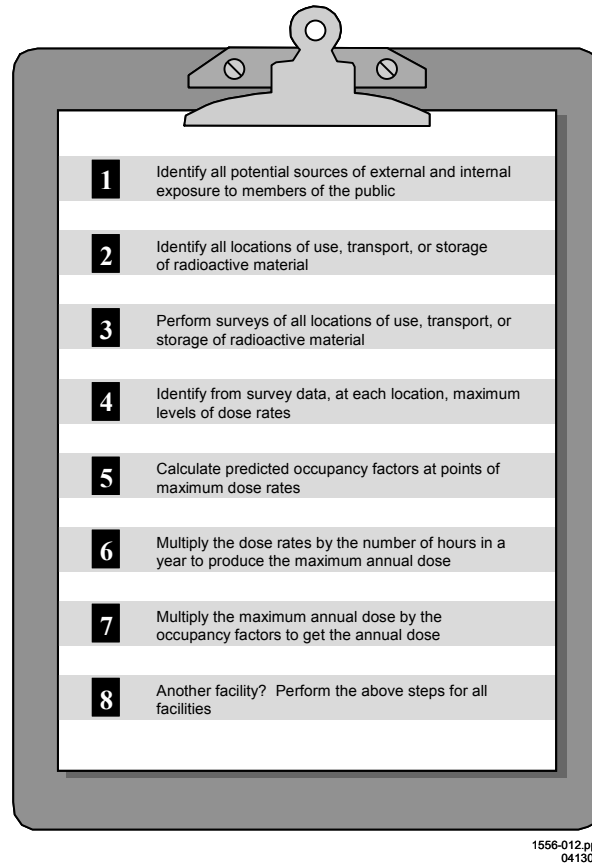 1 Identify all potential sources of external and internal
exposure to members of the public
2 Identify all locations of use, transport, or storage
of radioactive material
3 Perform surveys of all locations of use, transport, or
storage of radioactive material
4 Identify from survey data, at each location, maximum
levels of dose rates
5 Calculate predicted occupancy factors at points of
maximum dose rates
6 Multiply the dose rates by the number of hours in a
year to produce the maximum annual dose
7 Multiply the maximum annual dose by the
occupancy factors to get the annual dose
8 Another facility? Perform the above steps for all
facilities
1556-012.p
04130